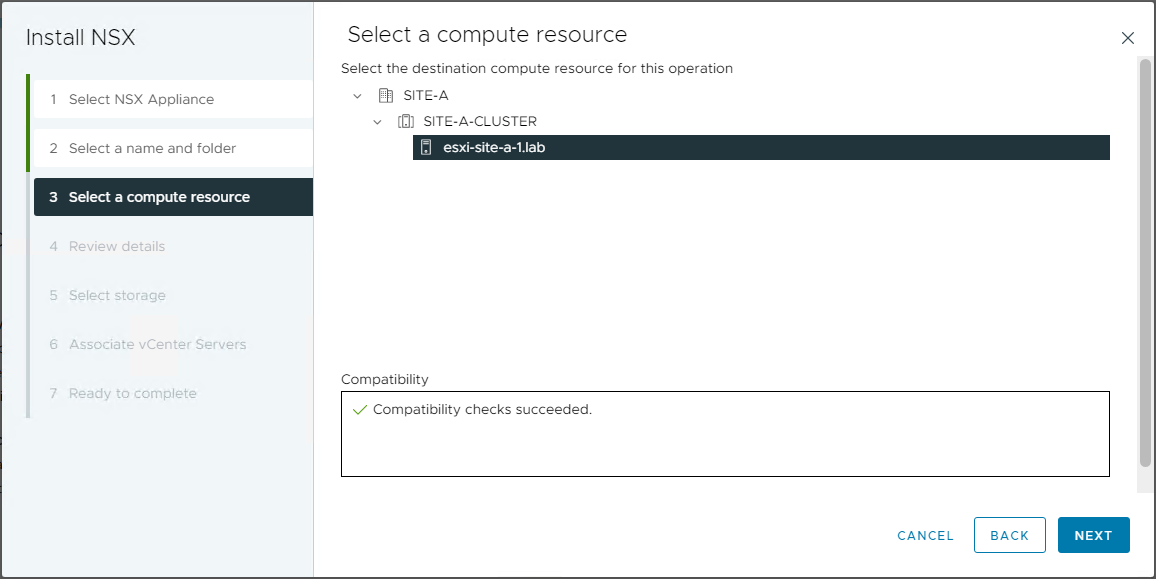 Install NSX
1 Select NSX Appliance
2 Select a name and folder
3 Select a compute resource
4 Review details
5 Select storage
6 Associate vCenter Servers
7 Ready to complete
Select a compute resource
Select the destination compute resource for this operation
SITE-A
SITE-A-CLUSTER
esxi-site-a-1.lab
Compatibility
Compatibility checks succeeded.
CANCEL BACK NEXT